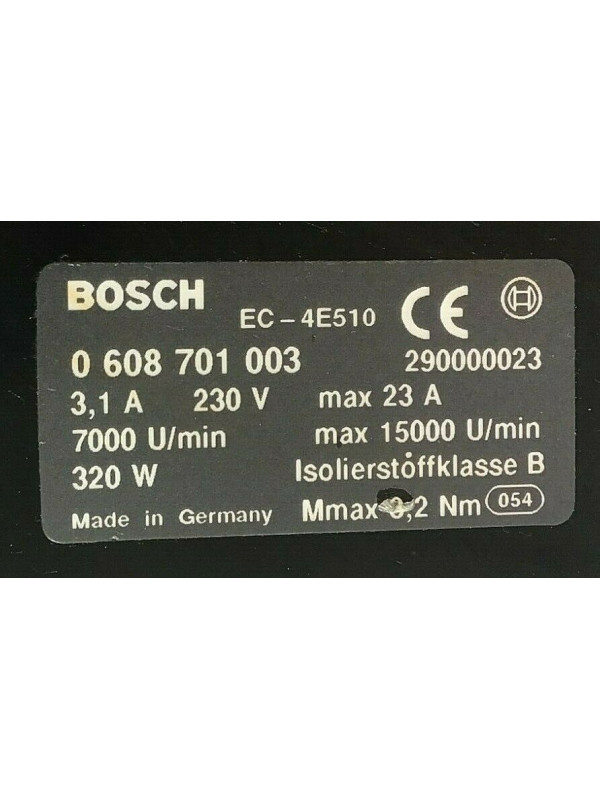 BOSCH EC-4E510 CE
0 608 701 003 290000023
3,1 A 230 V max 23 A
7000 U/min max 15000 U/min
320 W Isolierstoffklasse B
Made in Germany Mmax ,2 Nm 054